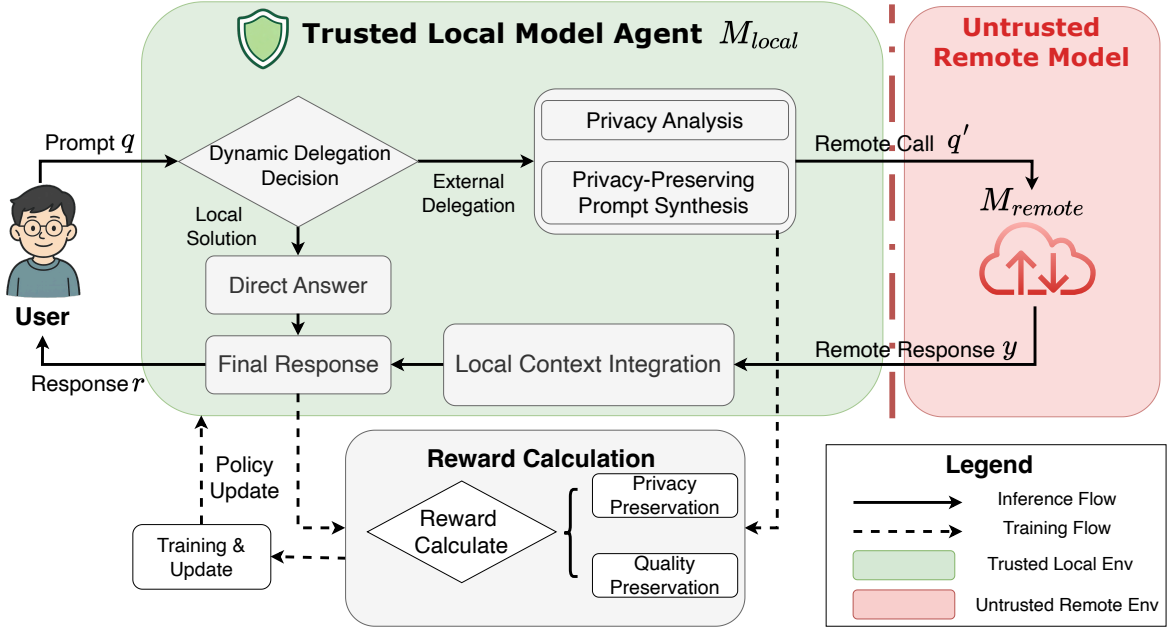 Trusted Local Model Agent M_local
Untrusted
Remote Model
Prompt q
Dynamic Delegation
Decision
External
Delegation
Privacy Analysis
Privacy-Preserving
Prompt Synthesis
Remote Call q′
M_remote
Local
Solution
Direct Answer
User
Final Response
Local Context Integration
Remote Response y
Response r
Policy
Update
Training &
Update
Reward Calculation
Reward
Calculate
Privacy
Preservation
Quality
Preservation
Legend
Inference Flow
Training Flow
Trusted Local Env
Untrusted Remote Env